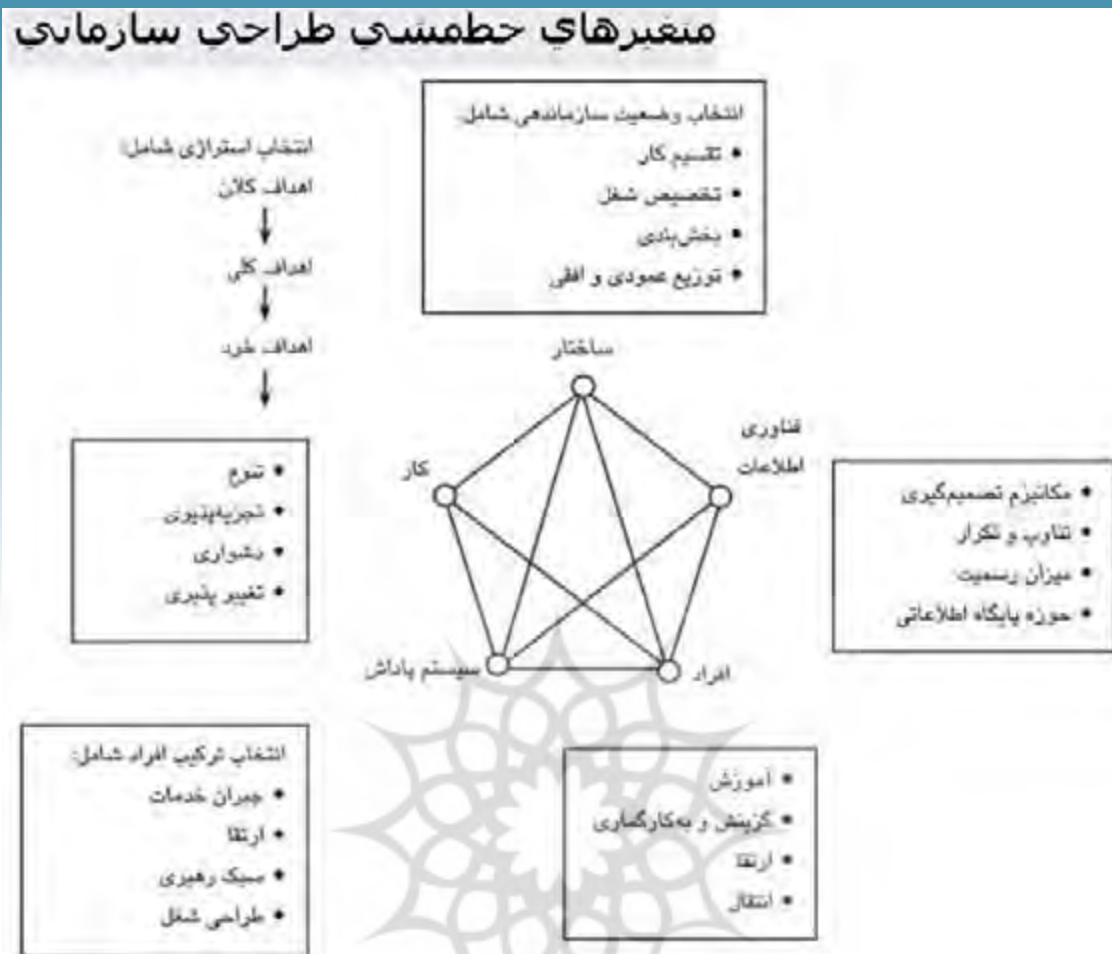 متغیرهای خطمشی طراحی سازمانی
انتخاب وضعیت سازماندهی شامل:
• تقسیم کار
• تخصیص شغل
• بخش‌بندی
• توزیع عمودی و افقی
انتخاب استراژی شامل:
اهداف کلان
اهداف کلی
اهداف خرد
ساختار
فناوری
اطلاعات
کار
سیستم پاداش
افراد
• تنوع
• تجزیه‌پذیری
• دشواری
• تغییر پذیری
• مکانیزم تصمیم‌گیری
• تناوب و تکرار
• میزان رسمیت
• حوزه پایگاه اطلاعاتی
انتخاب ترکیب افراد شامل:
• جبران خدمات
• ارتقا
• سبک رهبری
• طراحی شغل
• آموزش
• گزینش و به‌کارگماری
• ارتقا
• انتقال